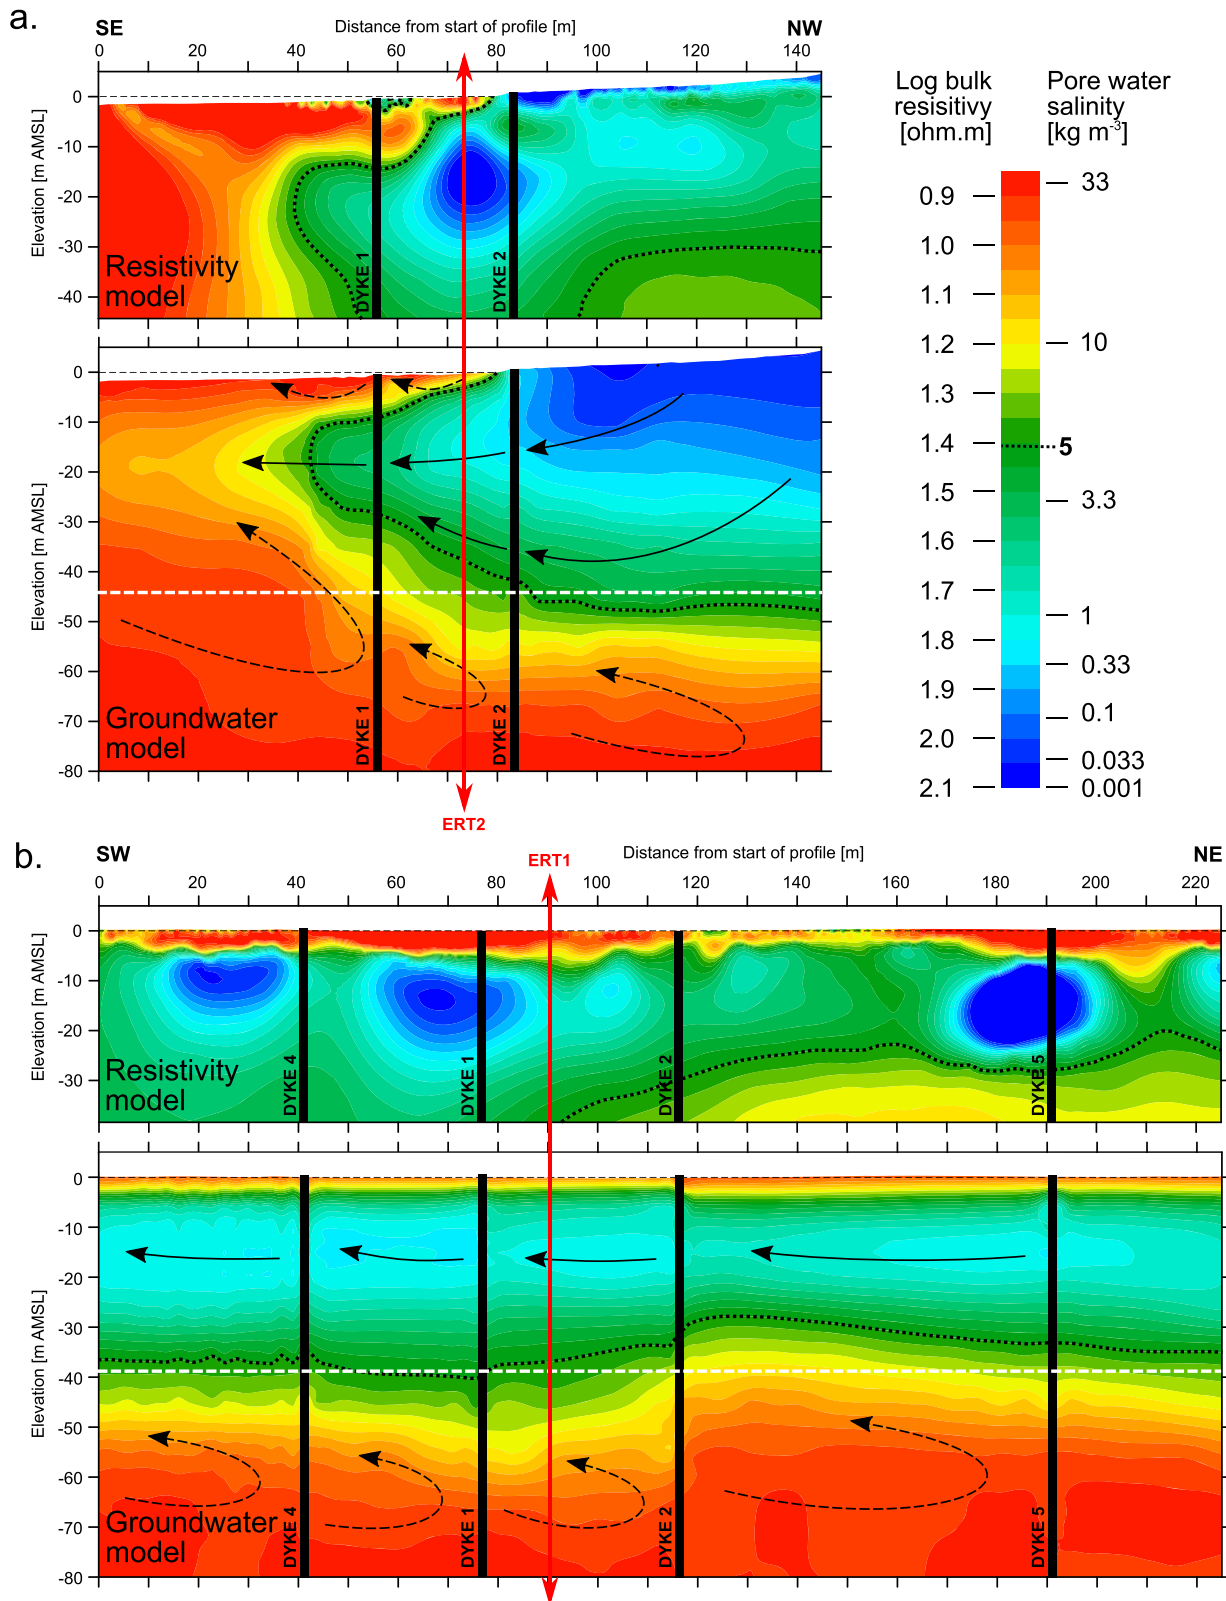 a.
SE
Distance from start of profile [m]
NW
0 20 40 60 80 100 120 140
0
-10
-20
-30
-40
Elevation [m AMSL]
Resistivity
model
DYKE 1
DYKE 2
0
-10
-20
-30
-40
-50
-60
-70
-80
Elevation [m AMSL]
Elevation [m AMSL]
Groundwater
model
DYKE 1
DYKE 2
ERT2
Log bulk
resisitivy
[ohm.m]
Pore water
salinity
[kg m-3]
0.9
1.0
1.1
1.2
1.3
1.4
1.5
1.6
1.7
1.8
1.9
2.0
2.1
33
10
5
3.3
1
0.33
0.1
0.033
0.001
b.
SW
ERT1
Distance from start of profile [m]
NE
0 20 40 60 80 100 120 140 160 180 200 220
0
-10
-20
-30
Elevation [m AMSL]
Resistivity
model
DYKE 4
DYKE 1
DYKE 2
DYKE 5
0
-10
-20
-30
-40
-50
-60
-70
-80
Elevation [m AMSL]
Elevation [m AMSL]
Groundwater
model
DYKE 4
DYKE 1
DYKE 2
DYKE 5